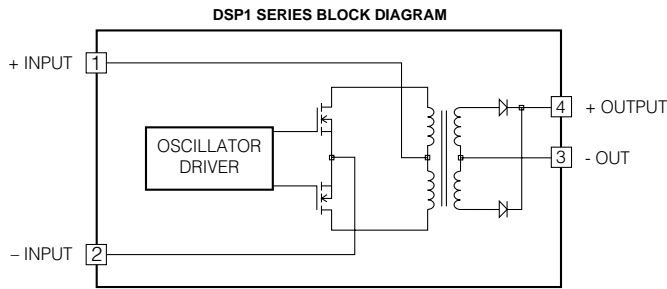 DSP1 SERIES BLOCK DIAGRAM
+ INPUT 1
4 + OUTPUT
OSCILLATOR
DRIVER
3 - OUT
– INPUT 2